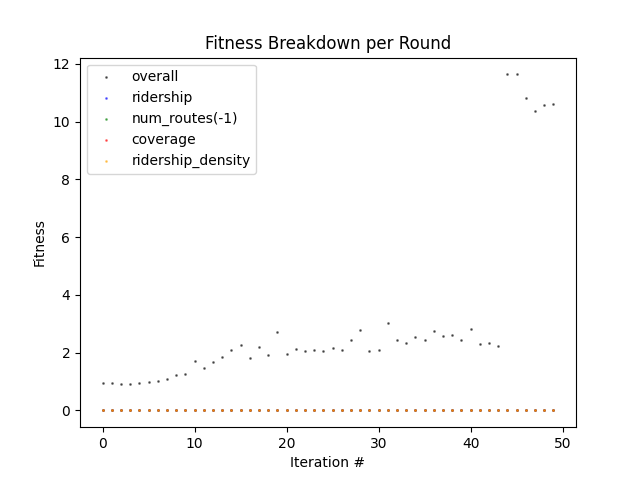 Fitness Breakdown per Round
overall
ridership
num_routes(-1)
coverage
ridership_density
12
10
8
6
4
2
0
Fitness
0
10
20
30
40
50
Iteration #